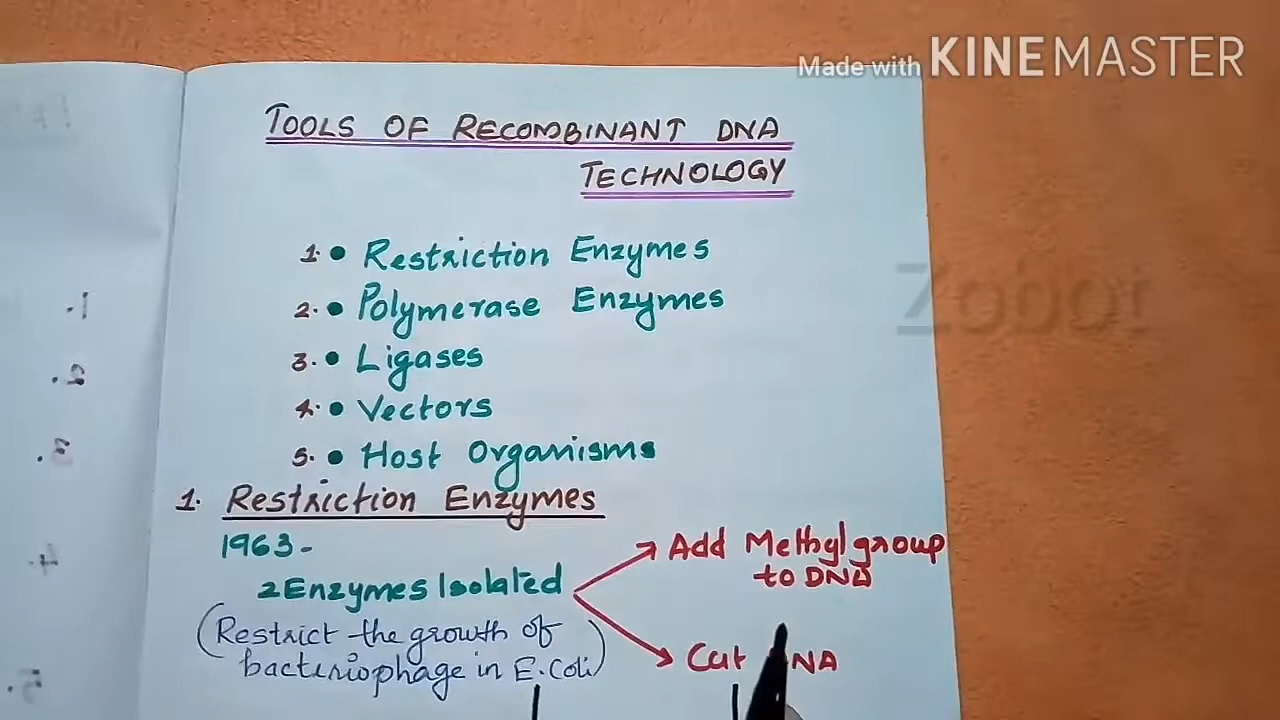 Made with KINEMASTER
TOOLS OF RECOMBINANT DNA
TECHNOLOGY
1. • Restriction Enzymes
2. • Polymerase Enzymes
3. • Ligases
4. • Vectors
5. • Host Organisms
Zobot
1. Restriction Enzymes
1963-
2 Enzymes Isolated
(Restrict the growth of
bacteriophage in E.Coli)
Add Methyl group
to DNA
Cut DNA